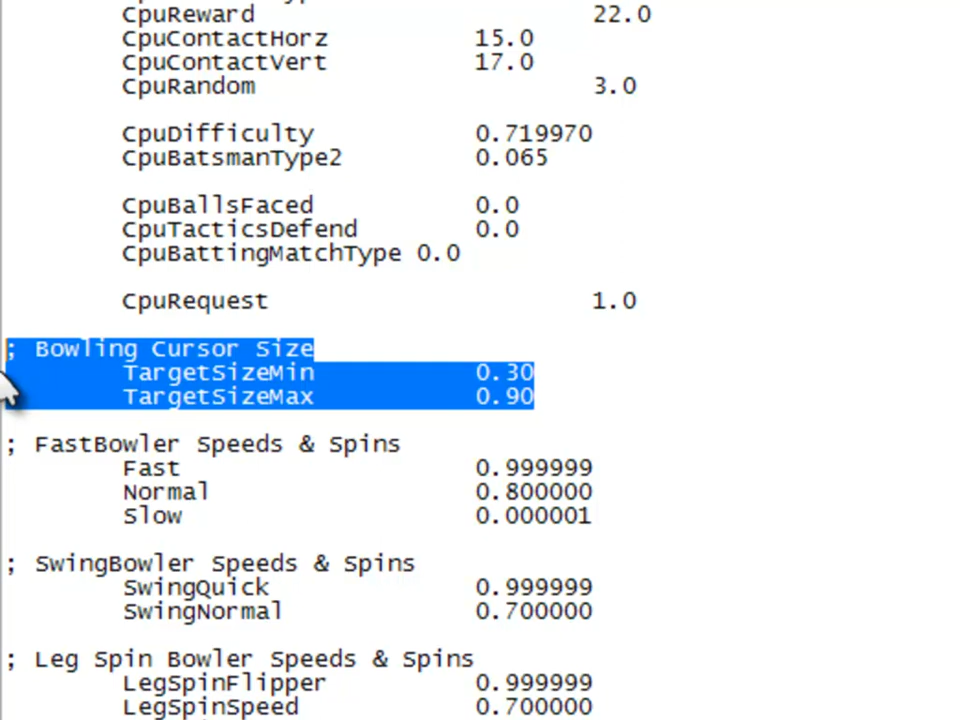 CpuReward 22.0
CpuContactHorz 15.0
CpuContactVert 17.0
CpuRandom 3.0
CpuDifficulty 0.719970
CpuBatsmanType2 0.065
CpuBallsFaced 0.0
CpuTacticsDefend 0.0
CpuBattingMatchType 0.0
CpuRequest 1.0
; Bowling Cursor Size
TargetSizeMin 0.30
TargetSizeMax 0.90
; FastBowler Speeds & Spins
Fast 0.999999
Normal 0.800000
Slow 0.000001
; SwingBowler Speeds & Spins
SwingQuick 0.999999
SwingNormal 0.700000
; Leg Spin Bowler Speeds & Spins
LegSpinFlipper 0.999999
LegSpinSpeed 0.700000